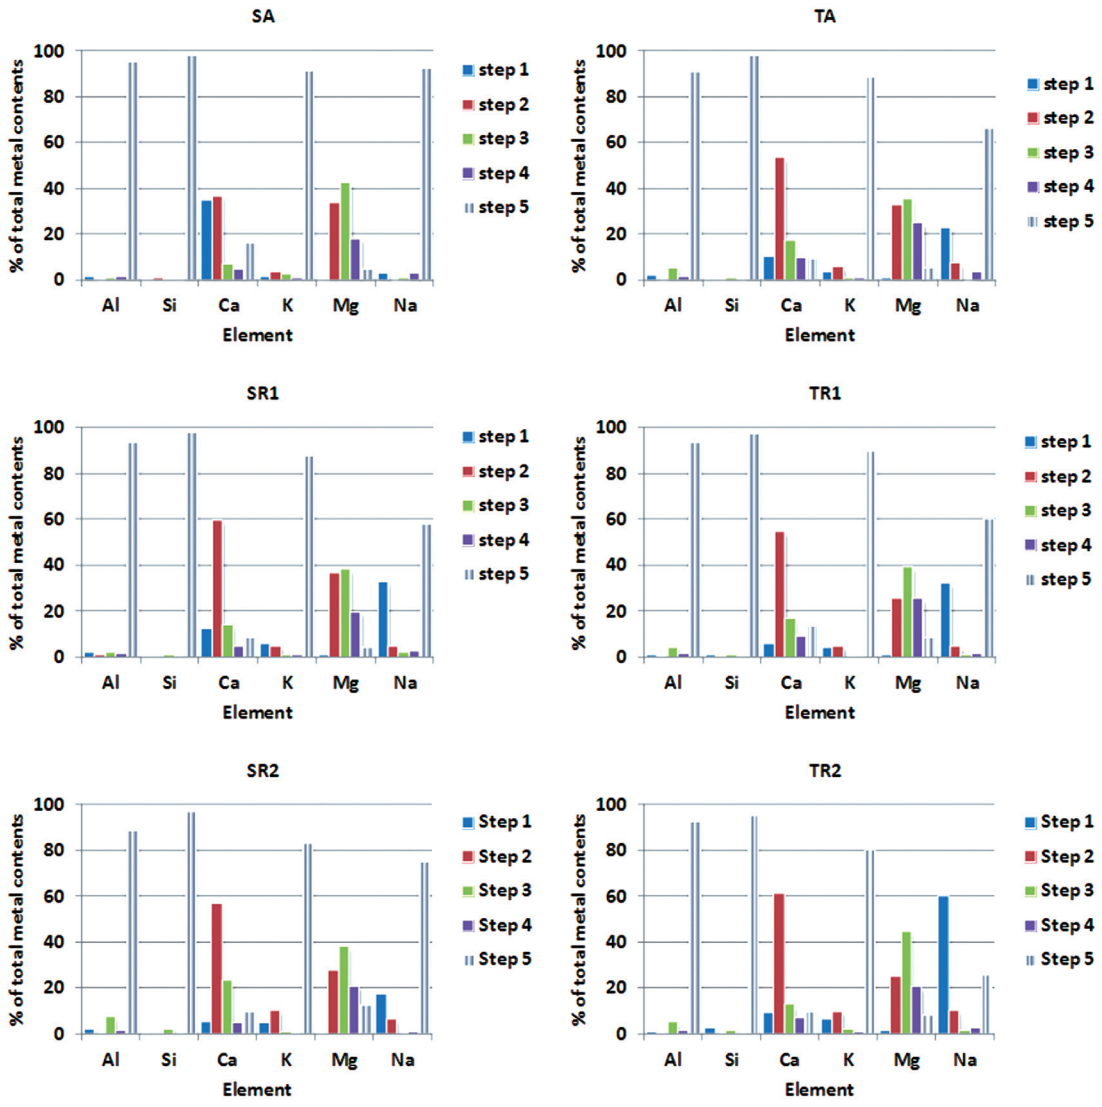 SA
% of total metal contents
100
80
60
40
20
0
Al Si Ca K Mg Na
Element
step 1
step 2
step 3
step 4
step 5
TA
% of total metal contents
100
80
60
40
20
0
Al Si Ca K Mg Na
Element
step 1
step 2
step 3
step 4
step 5
SR1
% of total metal contents
100
80
60
40
20
0
Al Si Ca K Mg Na
Element
step 1
step 2
step 3
step 4
step 5
TR1
% of total metal contents
100
80
60
40
20
0
Al Si Ca K Mg Na
Element
step 1
step 2
step 3
step 4
step 5
SR2
% of total metal contents
100
80
60
40
20
0
Al Si Ca K Mg Na
Element
Step 1
Step 2
Step 3
Step 4
Step 5
TR2
% of total metal contents
100
80
60
40
20
0
Al Si Ca K Mg Na
Element
Step 1
Step 2
Step 3
Step 4
Step 5